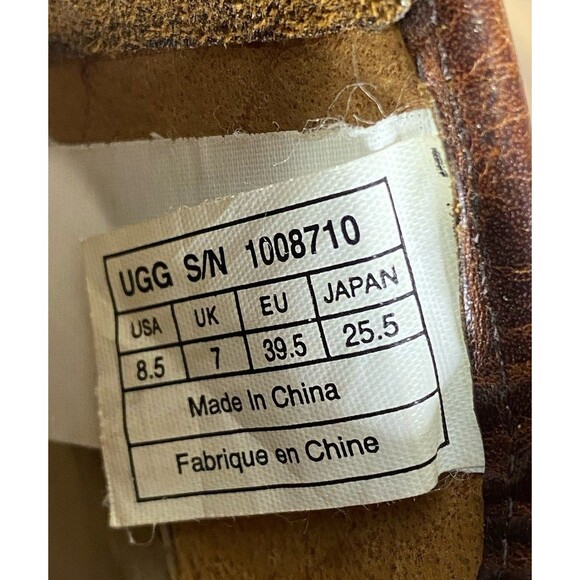 UGG S/N 1008710
USA UK EU JAPAN
8.5 7 39.5 25.5
Made In China
Fabrique en Chine